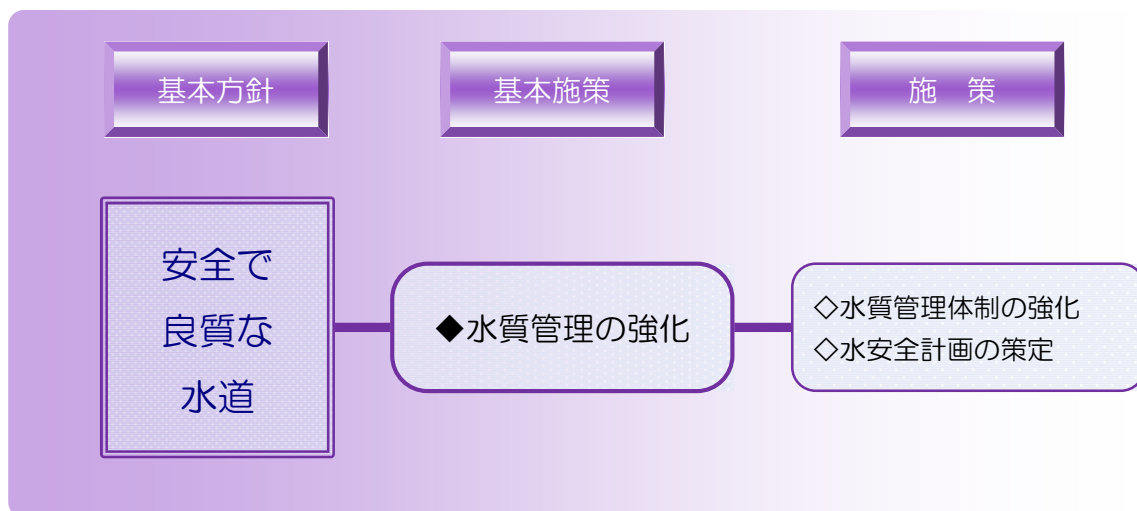 基本方針
基本施策
施　策
安全で
良質な
水道
◆水質管理の強化
◇水質管理体制の強化
◇水安全計画の策定